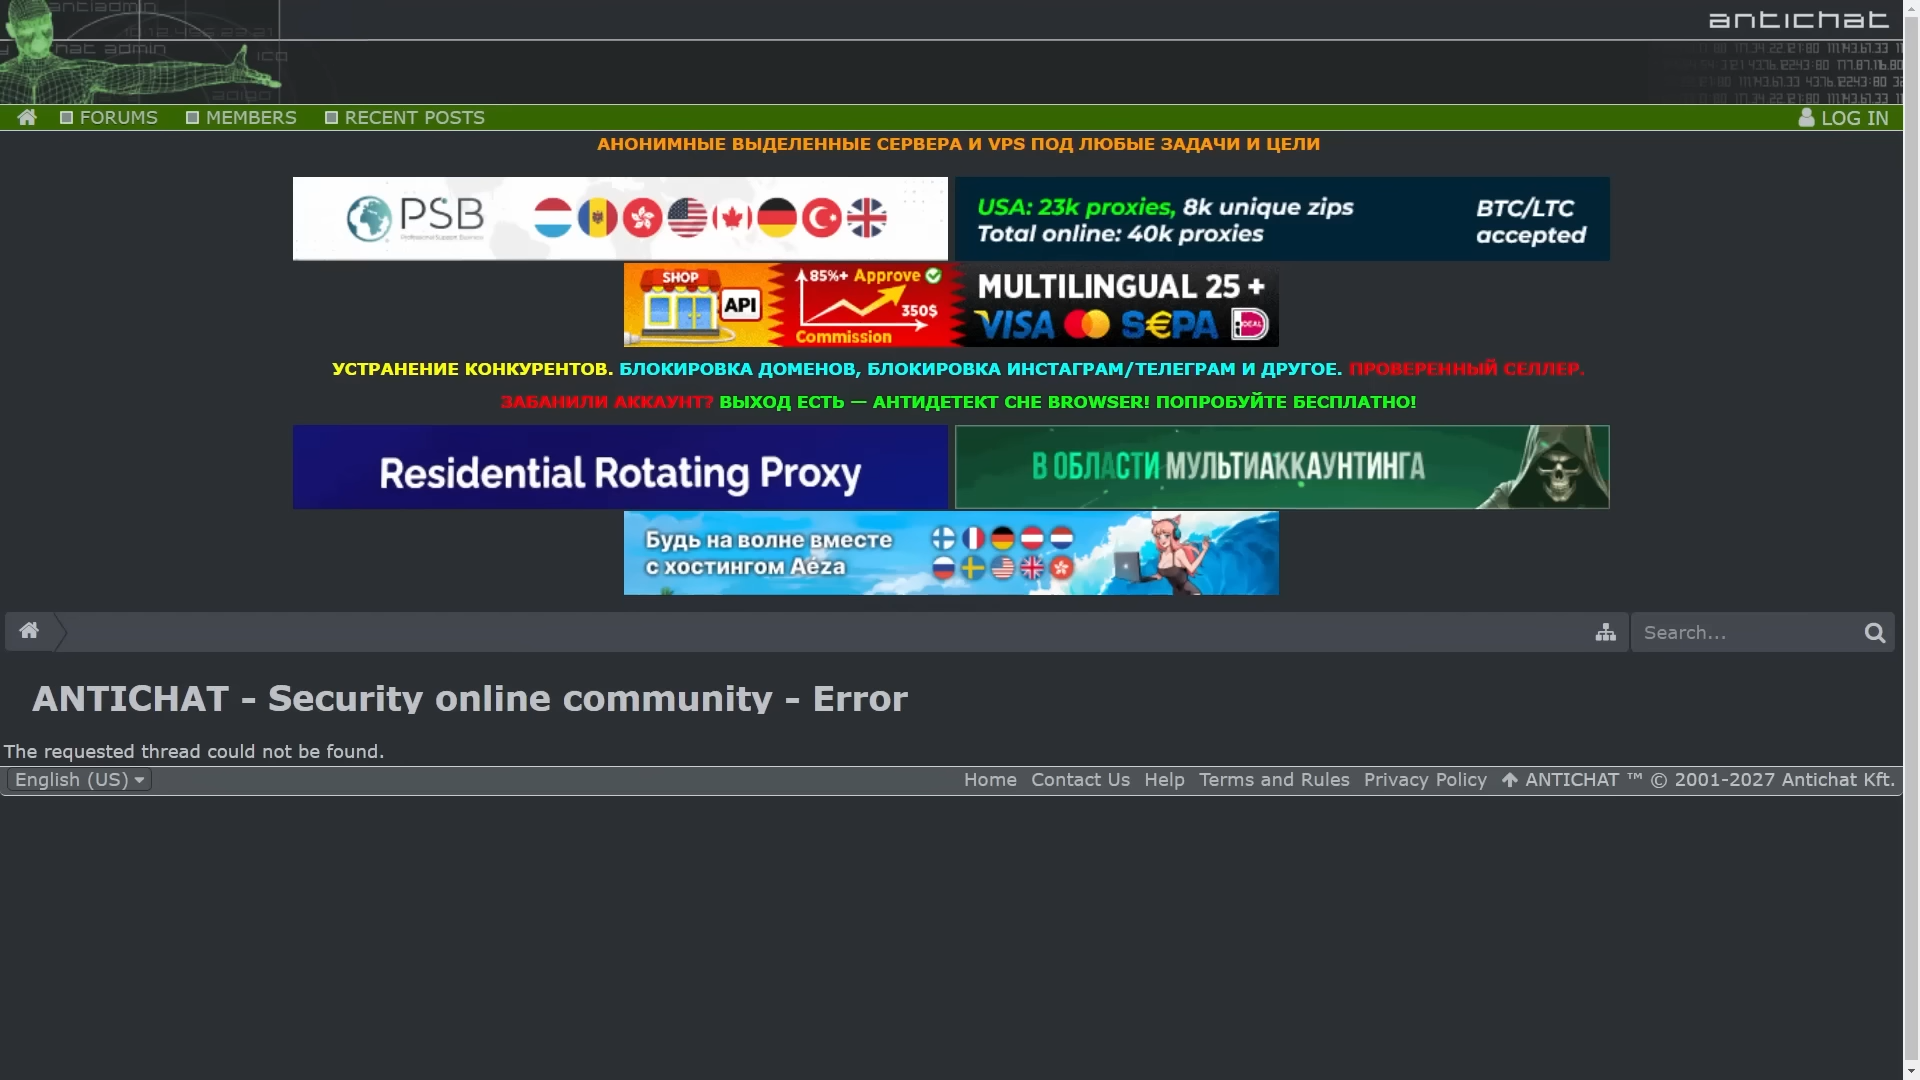 antichat
FORUMS
MEMBERS
RECENT POSTS
LOG IN
АНОНИМНЫЕ ВЫДЕЛЕННЫЕ СЕРВЕРА И VPS ПОД ЛЮБЫЕ ЗАДАЧИ И ЦЕЛИ
PSB
USA: 23k proxies, 8k unique zips
Total online: 40k proxies
BTC/LTC
accepted
SHOP
API
85%+ Approve
350$
Commission
MULTILINGUAL 25 +
VISA
S€PA
iDEAL
УСТРАНЕНИЕ КОНКУРЕНТОВ. БЛОКИРОВКА ДОМЕНОВ, БЛОКИРОВКА ИНСТАГРАМ/ТЕЛЕГРАМ И ДРУГОЕ. ПРОВЕРЕННЫЙ СЕЛЛЕР.
ЗАБАНИЛИ АККАУНТ? ВЫХОД ЕСТЬ — АНТИДЕТЕКТ CHE BROWSER! ПОПРОБУЙТЕ БЕСПЛАТНО!
Residential Rotating Proxy
В ОБЛАСТИ МУЛЬТИАККАУНТИНГА
Будь на волне вместе
с хостингом Aéza
Search...
ANTICHAT - Security online community - Error
The requested thread could not be found.
English (US)
Home Contact Us Help Terms and Rules Privacy Policy ANTICHAT ™ © 2001-2027 Antichat Kft.